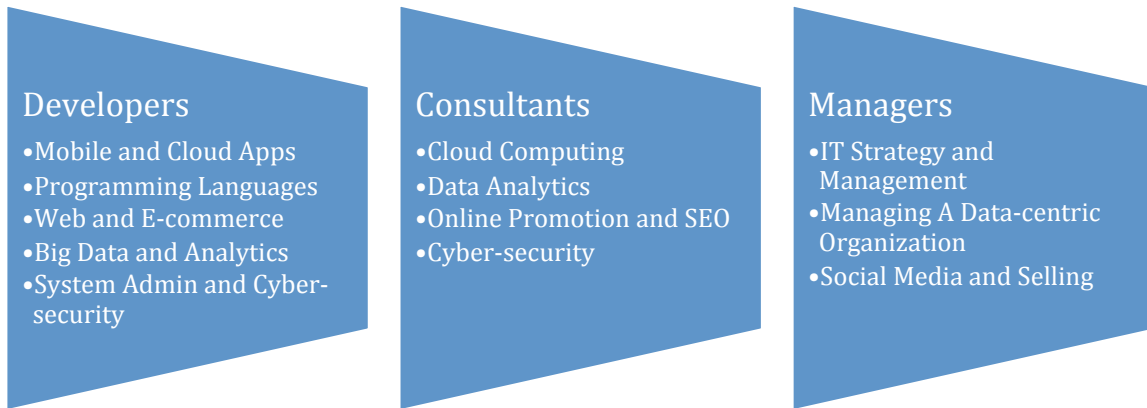 Developers
•Mobile and Cloud Apps
•Programming Languages
•Web and E-commerce
•Big Data and Analytics
•System Admin and Cyber-
security
Consultants
•Cloud Computing
•Data Analytics
•Online Promotion and SEO
•Cyber-security
Managers
•IT Strategy and
Management
•Managing A Data-centric
Organization
•Social Media and Selling